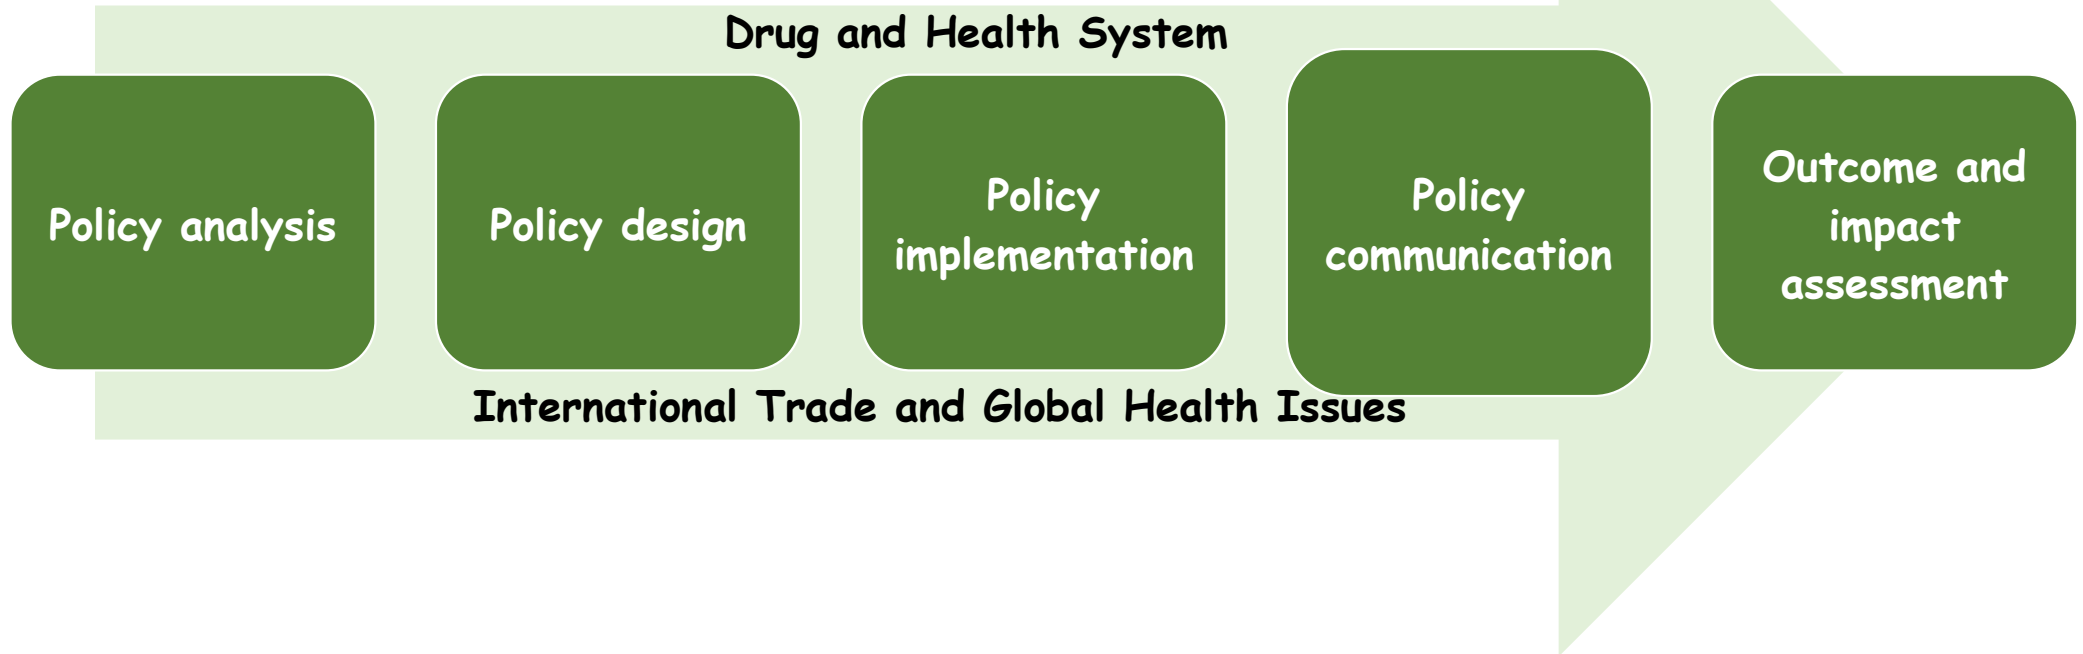 Drug and Health System
Policy analysis
Policy design
Policy
implementation
Policy
communication
Outcome and
impact
assessment
International Trade and Global Health Issues